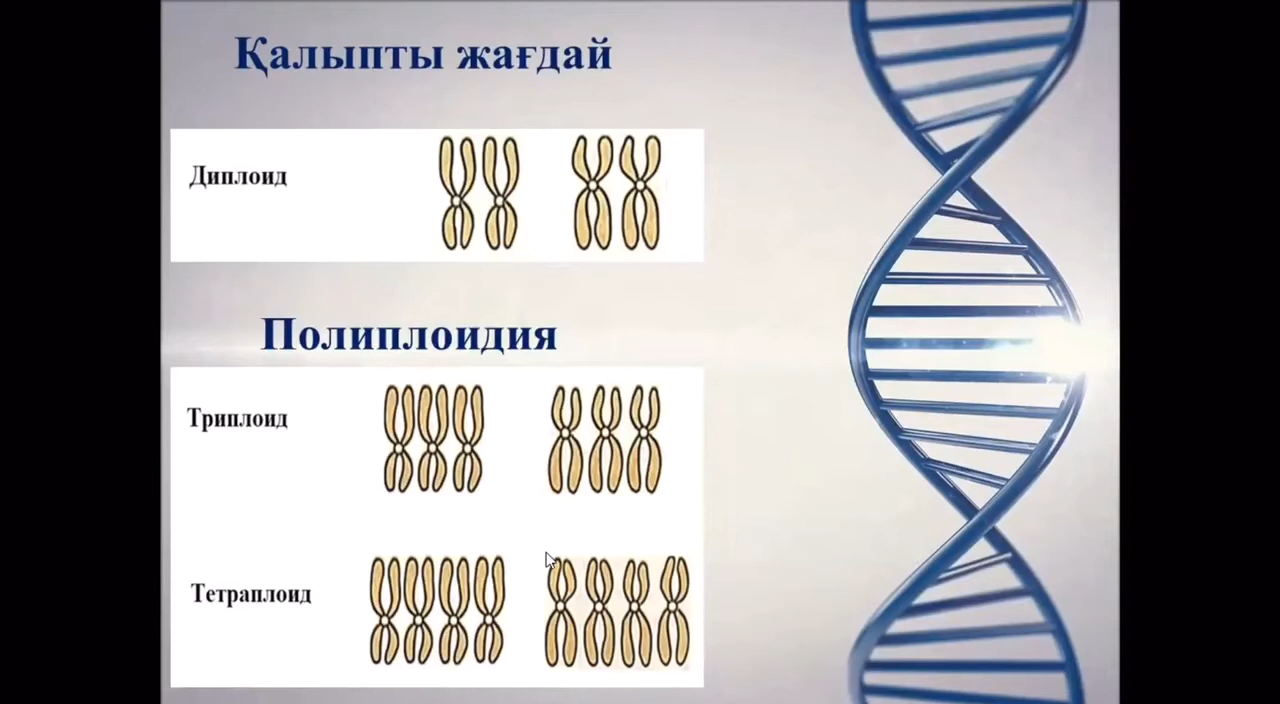 Қалыпты жағдай
Диплоид
Полиплоидия
Триплоид
Тетраплоид